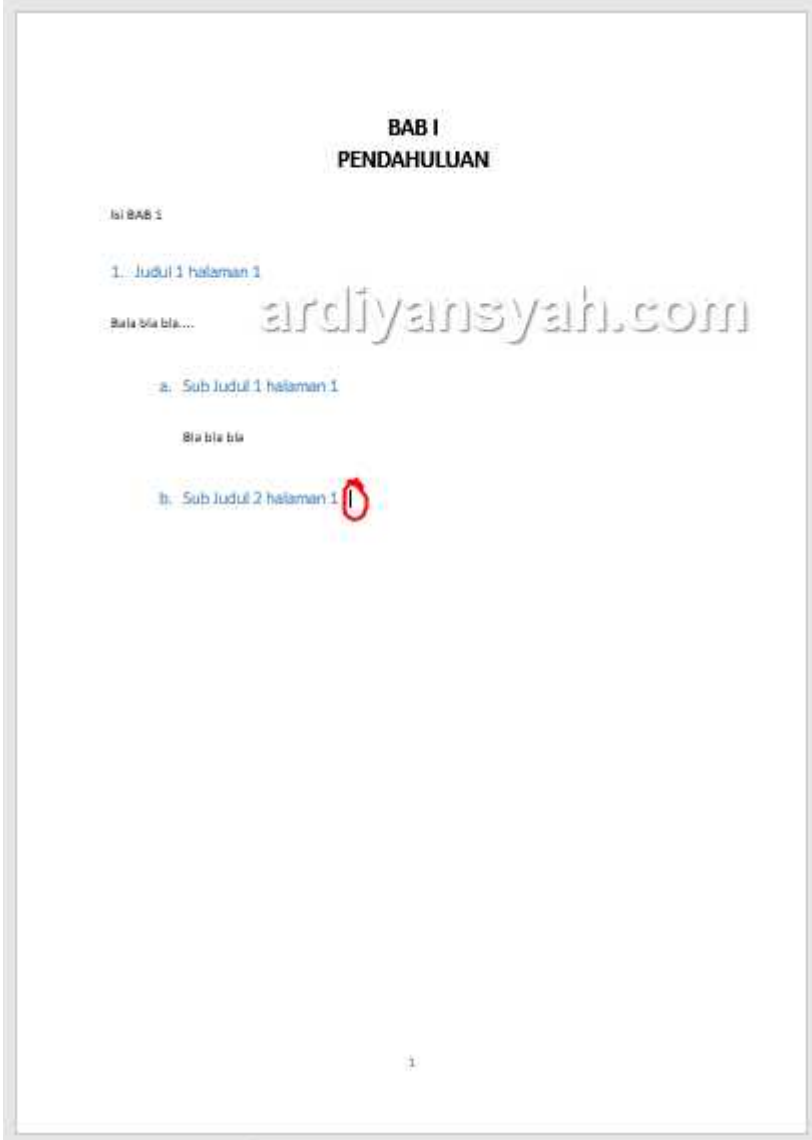 BAB I
PENDAHULUAN
Isi BAB 1
1. Judul 1 halaman 1
ardiyansyah.com
Bala bla bla....
a. Sub Judul 1 halaman 1
Bla bla bla
b. Sub Judul 2 halaman 1
1